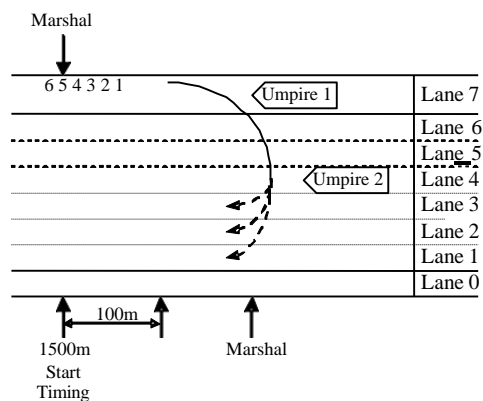 Marshal
6 5 4 3 2 1
Umpire 1
Lane 7
Lane 6
Lane 5
Umpire 2
Lane 4
Lane 3
Lane 2
Lane 1
Lane 0
100m
1500m
Start
Timing
Marshal